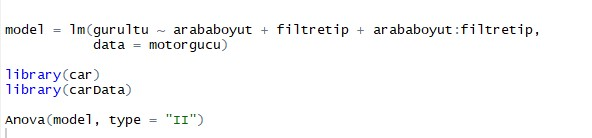 model = lm(gurultu ~ arababoyut + filtretip + arababoyut:filtretip,
data = motorgucu)
library(car)
library(carData)
Anova(model, type = "II")